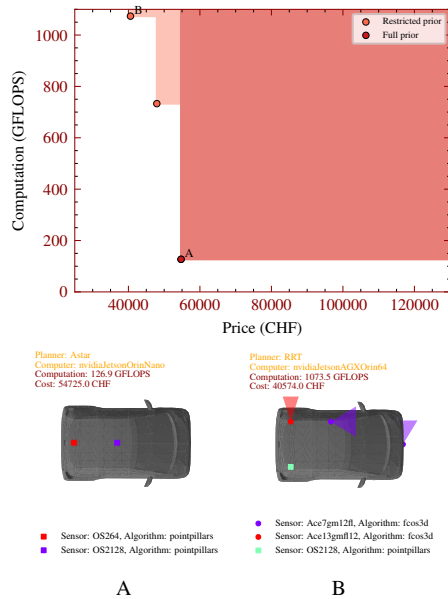 B
Restricted prior
Full prior
1000
800
600
400
200
0
Computation (GFLOPS)
A
40000 60000 80000 100000 120000
Price (CHF)
Planner: Astar
Computer: nvidiaJetsonOrinNano
Computation: 126.9 GFLOPS
Cost: 54725.0 CHF
Planner: RRT
Computer: nvidiaJetsonAGXOrin64
Computation: 1073.5 GFLOPS
Cost: 40574.0 CHF
Sensor: OS264, Algorithm: pointpillars
Sensor: OS2128, Algorithm: pointpillars
Sensor: Ace7gm12fl, Algorithm: fcos3d
Sensor: Ace13gmfl12, Algorithm: fcos3d
Sensor: OS2128, Algorithm: pointpillars
A
B